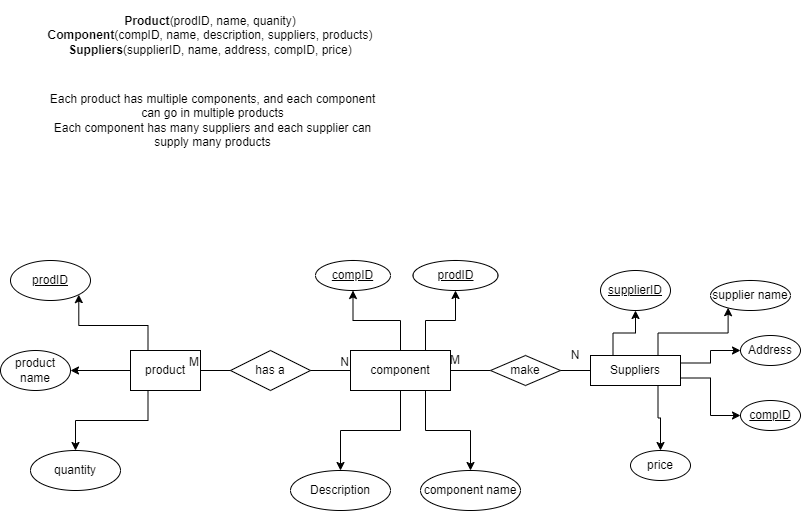 Product(prodID, name, quanity)
Component(compID, name, description, suppliers, products)
Suppliers(supplierID, name, address, compID, price)
Each product has multiple components, and each component
can go in multiple products
Each component has many suppliers and each supplier can
supply many products
prodID
compID
prodID
supplierID
supplier name
product
name
product
M
has a
N
component
M
make
N
Suppliers
Address
compID
quantity
Description
component name
price